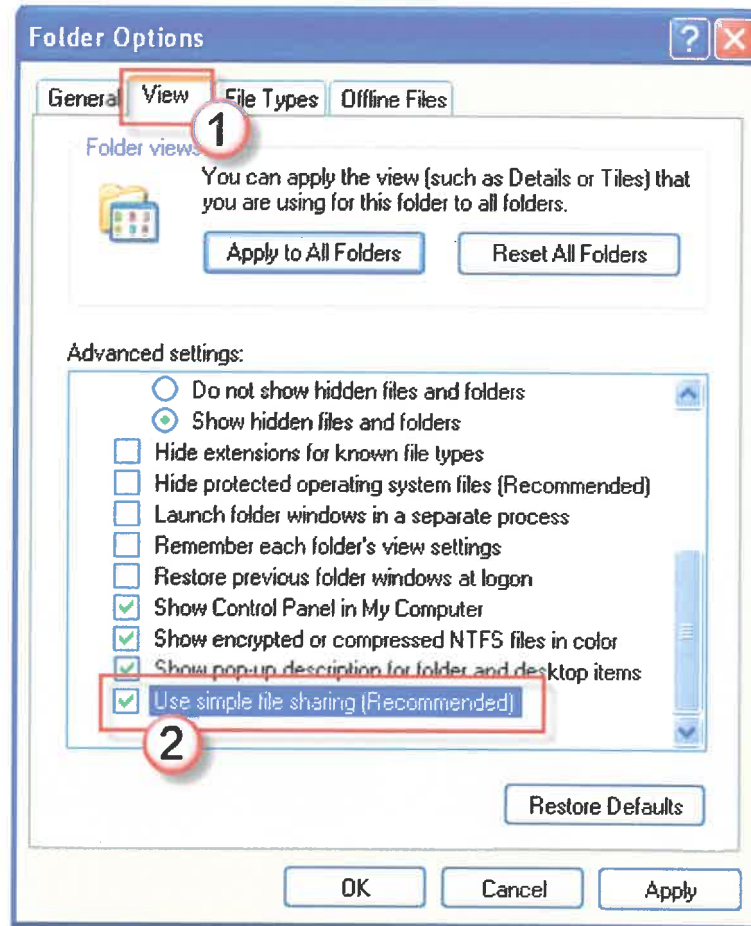 Folder Options
General View File Types Offline Files
1
Folder views
You can apply the view (such as Details or Tiles) that
you are using for this folder to all folders.
Apply to All Folders Reset All Folders
Advanced settings:
Do not show hidden files and folders
Show hidden files and folders
Hide extensions for known file types
Hide protected operating system files (Recommended)
Launch folder windows in a separate process
Remember each folder's view settings
Restore previous folder windows at logon
Show Control Panel in My Computer
Show encrypted or compressed NTFS files in color
Show pop-up description for folder and desktop items
Use simple file sharing (Recommended)
2
Restore Defaults
OK Cancel Apply